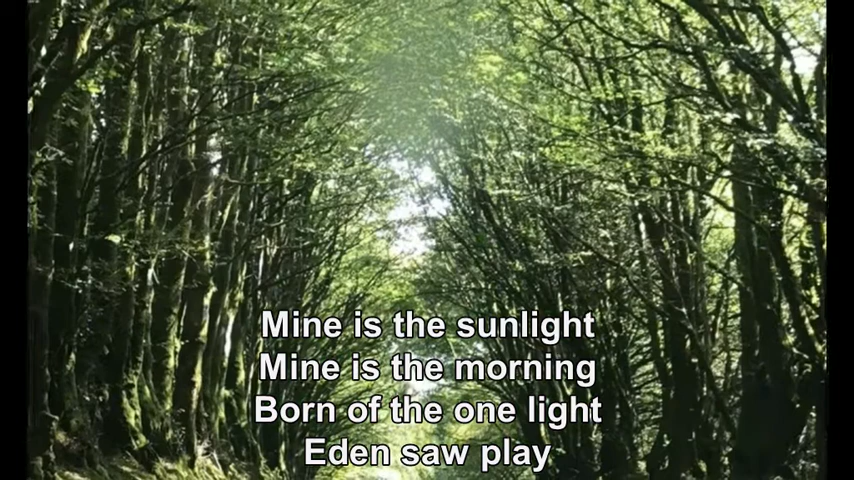 Mine is the sunlight
Mine is the morning
Born of the one light
Eden saw play